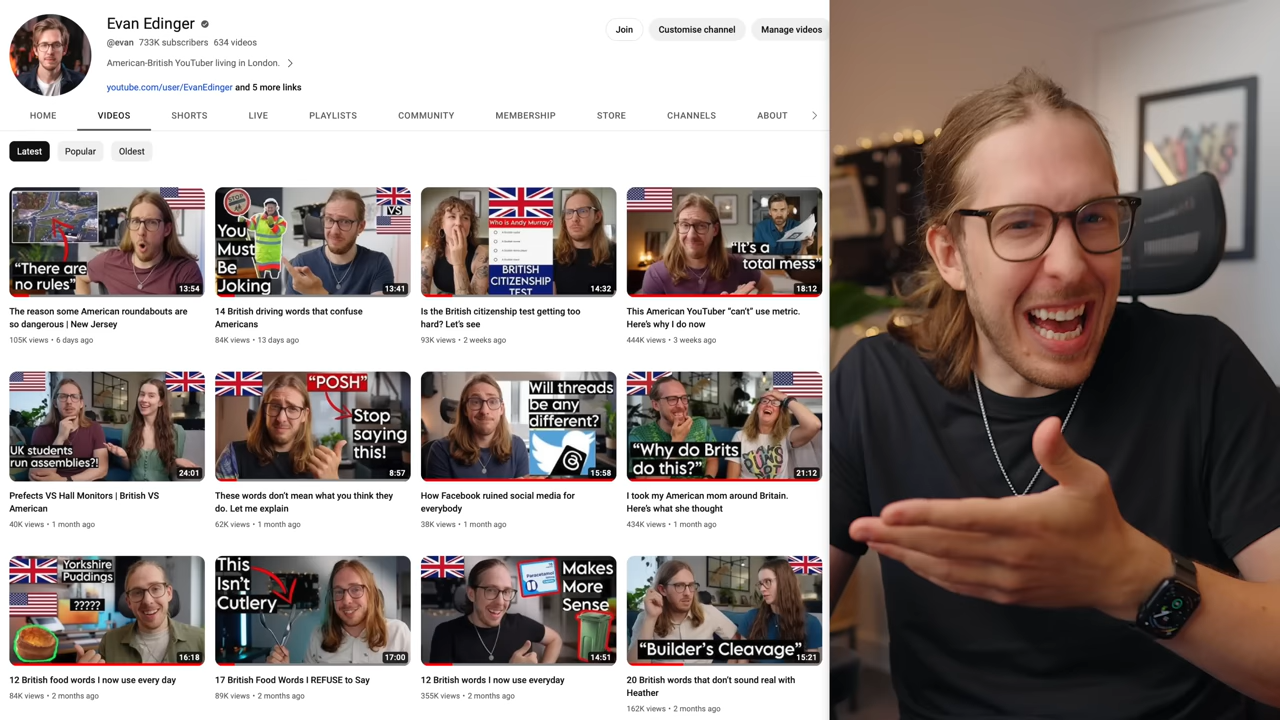 Evan Edinger
@evan 733K subscribers 634 videos
American-British YouTuber living in London.
youtube.com/user/EvanEdinger and 5 more links
Join
Customise channel
Manage videos
HOME
VIDEOS
SHORTS
LIVE
PLAYLISTS
COMMUNITY
MEMBERSHIP
STORE
CHANNELS
ABOUT
Latest
Popular
Oldest
“There are
no rules”
13:54
The reason some American roundabouts are
so dangerous | New Jersey
105K views • 6 days ago
You
Must
Be
Joking
VS
13:41
14 British driving words that confuse
Americans
84K views • 13 days ago
Who is Andy Murray?
BRITISH
CITIZENSHIP
TEST
14:32
Is the British citizenship test getting too
hard? Let’s see
93K views • 2 weeks ago
“It’s a
total mess”
18:12
This American YouTuber “can’t” use metric.
Here’s why I do now
444K views • 3 weeks ago
UK students
run assemblies?!
24:01
Prefects VS Hall Monitors | British VS
American
40K views • 1 month ago
“POSH”
Stop
saying
this!
8:57
These words don’t mean what you think they
do. Let me explain
62K views • 1 month ago
Will threads
be any
different?
15:58
How Facebook ruined social media for
everybody
38K views • 1 month ago
“Why do Brits
do this?”
21:12
I took my American mom around Britain.
Here’s what she thought
434K views • 1 month ago
Yorkshire
Puddings
?????
16:18
12 British food words I now use every day
84K views • 2 months ago
This
Isn’t
Cutlery
17:00
17 British Food Words I REFUSE to Say
89K views • 2 months ago
Paracetamol
Makes
More
Sense
14:51
12 British words I now use everyday
355K views • 2 months ago
“Builder’s Cleavage”
15:21
20 British words that don’t sound real with
Heather
162K views • 2 months ago